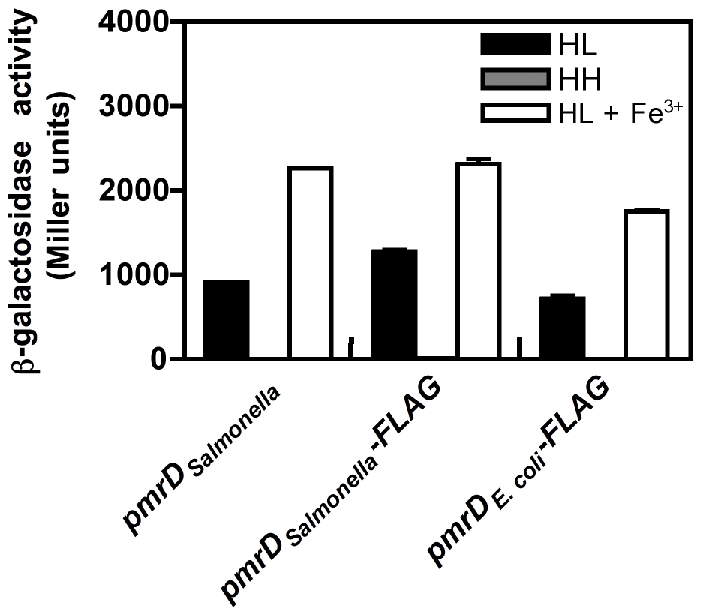 β-galactosidase activity
(Miller units)
4000
3000
2000
1000
0
HL
HH
HL + Fe³⁺
pmrD Salmonella
pmrD Salmonella-FLAG
pmrD E. coli-FLAG